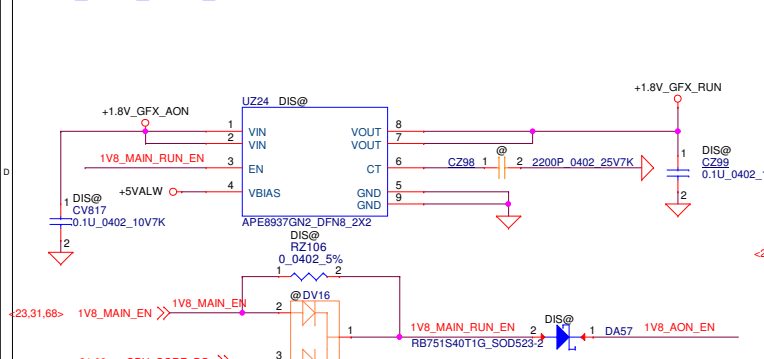 UZ24 DIS@
+1.8V_GFX_AON
+1.8V_GFX_RUN
1 VIN VOUT 8
2 VIN VOUT 7
1V8_MAIN_RUN_EN 3 EN CT 6 CZ98 1 @ 2 2200P_0402_25V7K
+5VALW 4 VBIAS GND 5
GND 9
APE8937GN2_DFN8_2X2
D
1
DIS@
CV817
0.1U_0402_10V7K
2
1
DIS@
CZ99
2
DIS@
RZ106
0_0402_5%
1 2
@ DV16
<23,31,68> 1V8_MAIN_EN 1V8_MAIN_EN 2
1 1V8_MAIN_RUN_EN 2 DIS@ 1 DA57 1V8_AON_EN
RB751S40T1G_SOD523-2
3